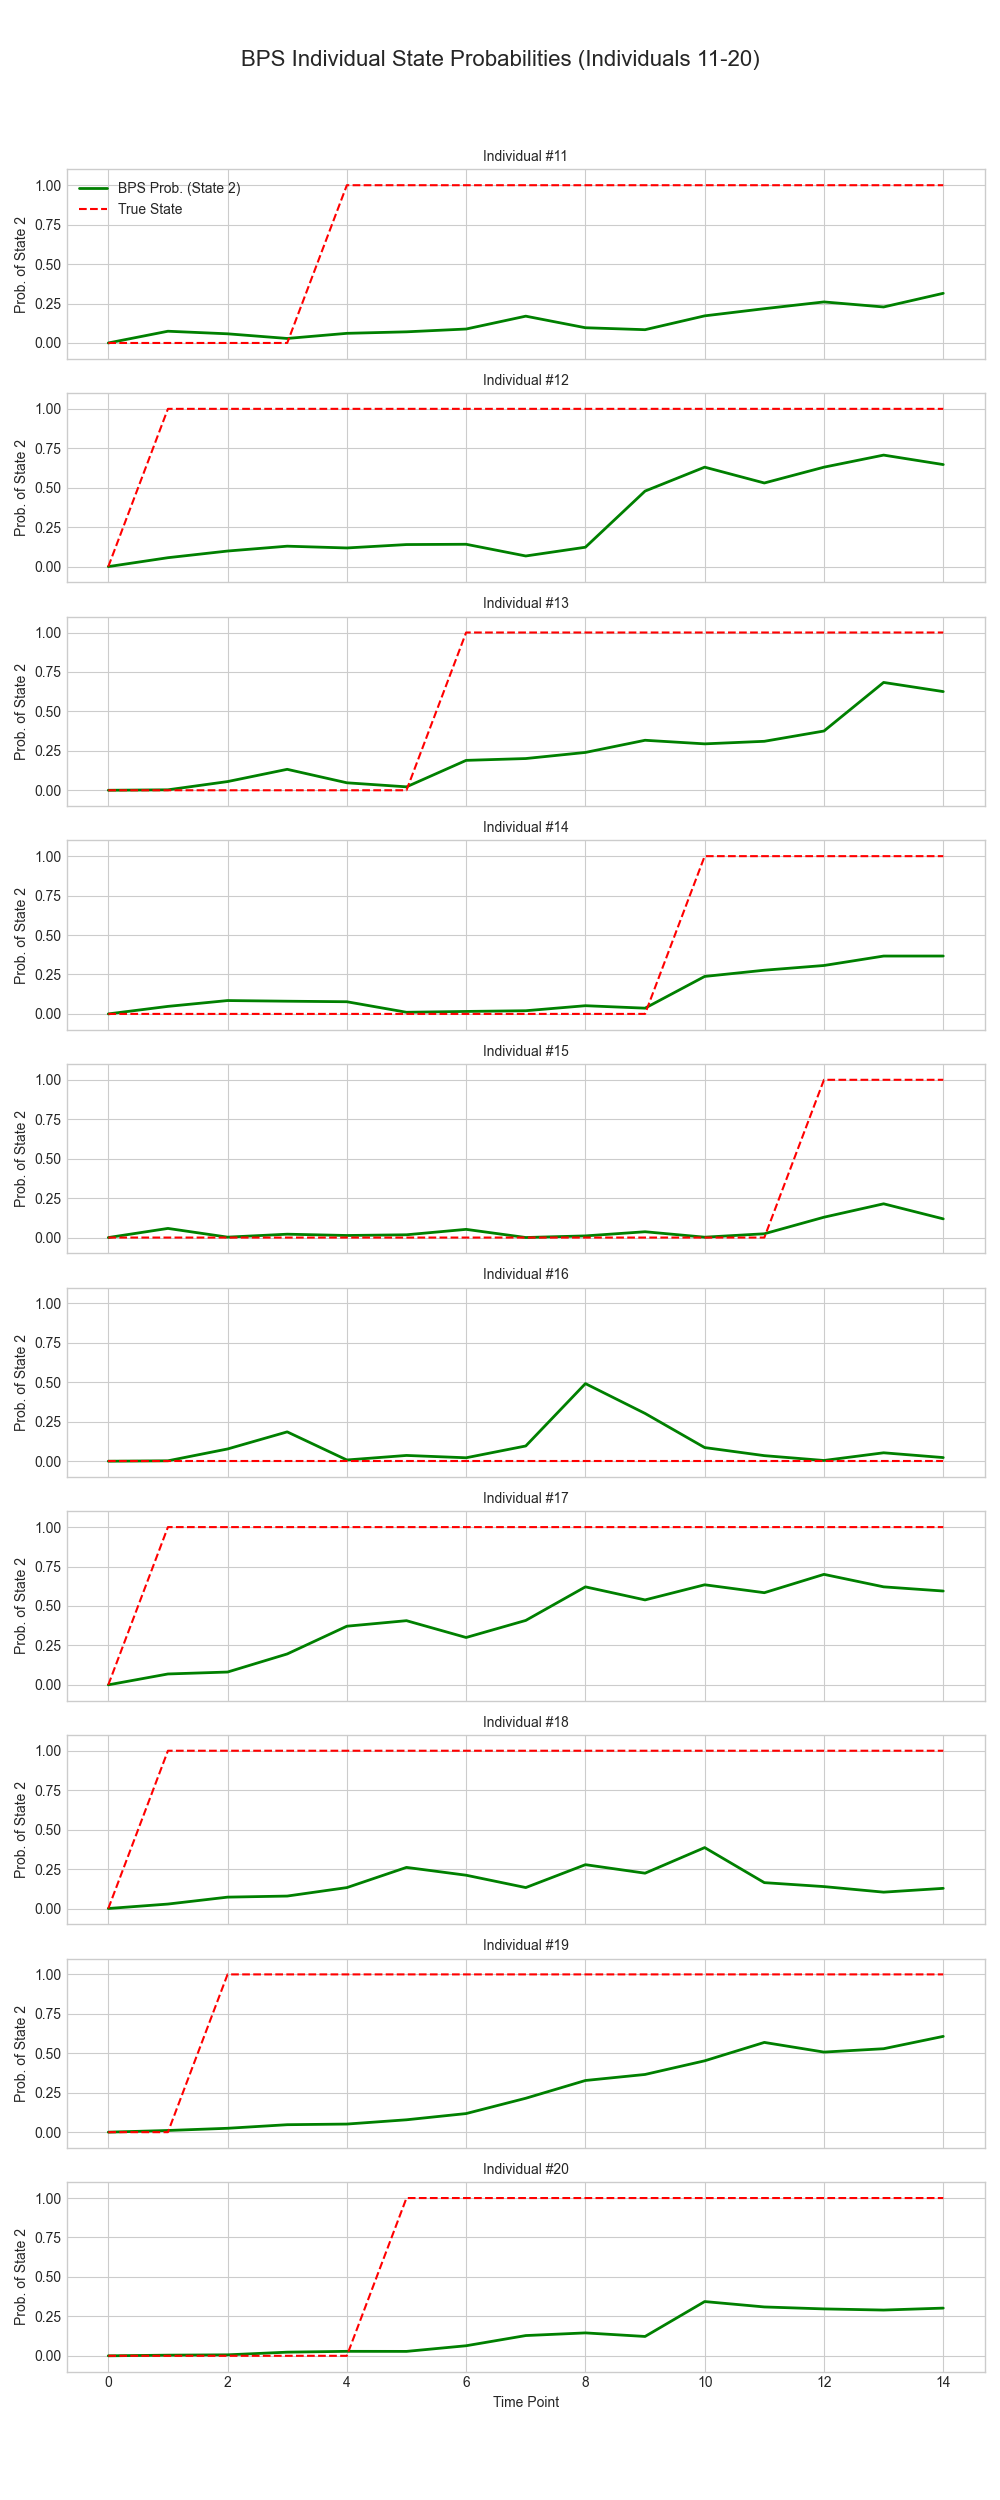 BPS Individual State Probabilities (Individuals 11-20)
Individual #11
Prob. of State 2
1.00
0.75
0.50
0.25
0.00
BPS Prob. (State 2)
True State
Individual #12
Prob. of State 2
1.00
0.75
0.50
0.25
0.00
Individual #13
Prob. of State 2
1.00
0.75
0.50
0.25
0.00
Individual #14
Prob. of State 2
1.00
0.75
0.50
0.25
0.00
Individual #15
Prob. of State 2
1.00
0.75
0.50
0.25
0.00
Individual #16
Prob. of State 2
1.00
0.75
0.50
0.25
0.00
Individual #17
Prob. of State 2
1.00
0.75
0.50
0.25
0.00
Individual #18
Prob. of State 2
1.00
0.75
0.50
0.25
0.00
Individual #19
Prob. of State 2
1.00
0.75
0.50
0.25
0.00
Individual #20
Prob. of State 2
1.00
0.75
0.50
0.25
0.00
0 2 4 6 8 10 12 14
Time Point